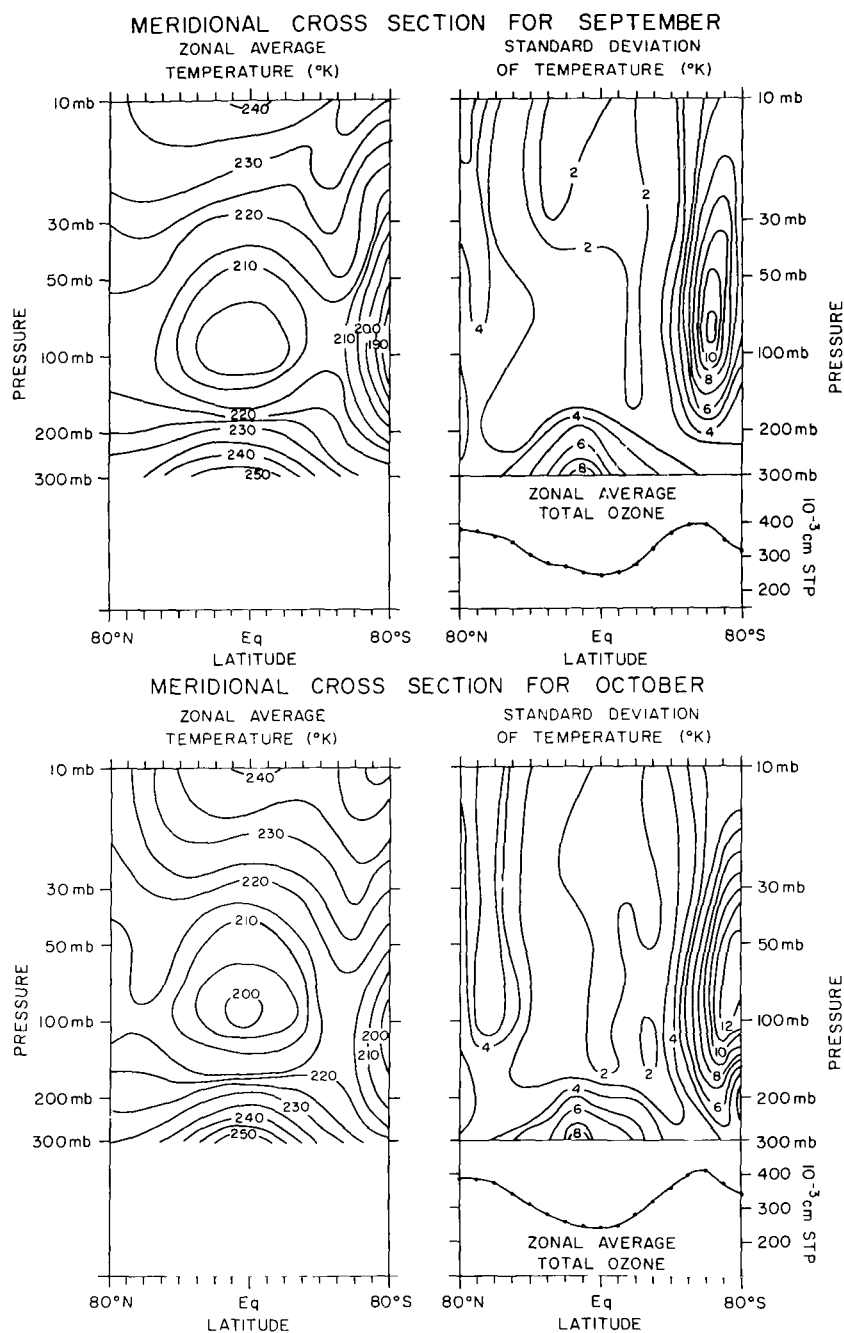 MERIDIONAL CROSS SECTION FOR SEPTEMBER
ZONAL AVERAGE
TEMPERATURE (°K)
10 mb
30 mb
50 mb
100 mb
200 mb
300 mb
PRESSURE
240
230
220
210
210
200
190
220
230
240
250
80°N
Eq
80°S
LATITUDE
STANDARD DEVIATION
OF TEMPERATURE (°K)
10 mb
30 mb
50 mb
100 mb
200 mb
300 mb
PRESSURE
2
2
2
4
10
8
6
4
4
6
8
ZONAL AVERAGE
TOTAL OZONE
400
300
200
10⁻³ cm STP
80°N
Eq
80°S
LATITUDE
MERIDIONAL CROSS SECTION FOR OCTOBER
ZONAL AVERAGE
TEMPERATURE (°K)
10 mb
30 mb
50 mb
100 mb
200 mb
300 mb
PRESSURE
240
230
220
210
200
200
210
220
230
240
250
80°N
Eq
80°S
LATITUDE
STANDARD DEVIATION
OF TEMPERATURE (°K)
10 mb
30 mb
50 mb
100 mb
200 mb
300 mb
PRESSURE
4
4
12
10
8
6
2
2
4
6
8
400
300
200
10⁻³ cm STP
ZONAL AVERAGE
TOTAL OZONE
80°N
Eq
80°S
LATITUDE